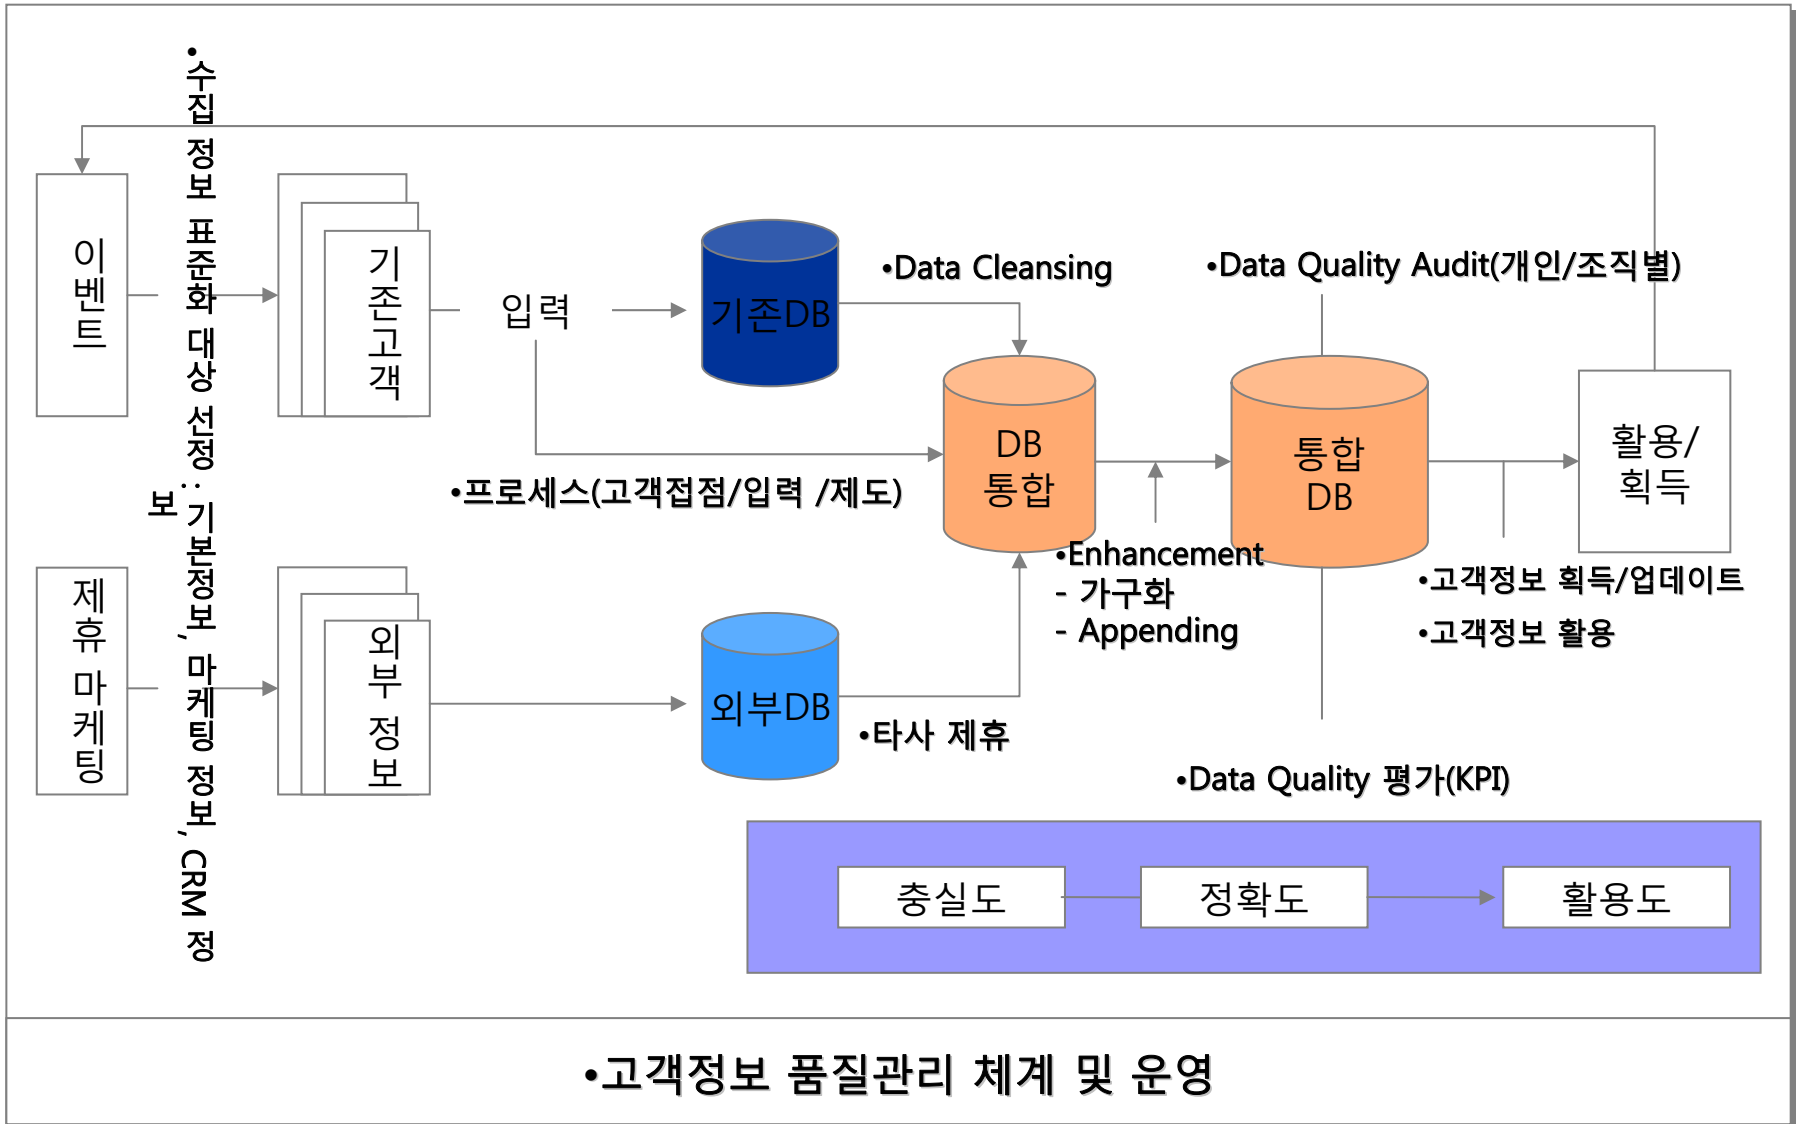 •수집 정보 표준화 대상 선정 : 기본정보, 마케팅 정보, CRM 정
보
이벤트
기존고객
입력
기존DB
•Data Cleansing
•Data Quality Audit(개인/조직별)
DB
통합
통합
DB
활용/
획득
•프로세스(고객접점/입력 /제도)
•Enhancement
- 가구화
- Appending
•고객정보 획득/업데이트
•고객정보 활용
제휴 마케팅
외부 정보
외부DB
•타사 제휴
•Data Quality 평가(KPI)
충실도
정확도
활용도
•고객정보 품질관리 체계 및 운영